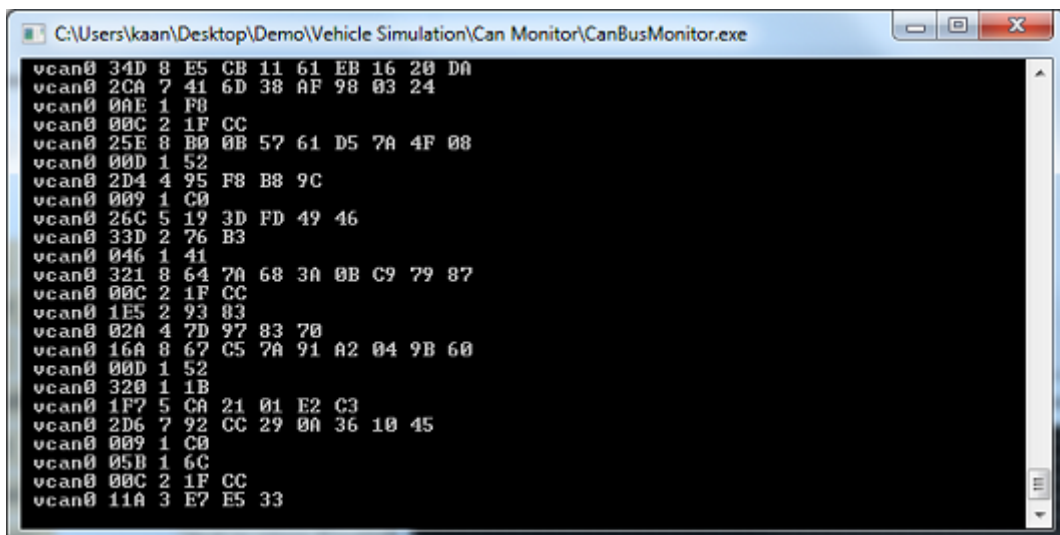 C:\Users\kaan\Desktop\Demo\Vehicle Simulation\Can Monitor\CanBusMonitor.exe
vcan0 34D 8 E5 CB 11 61 EB 16 20 DA
vcan0 2CA 7 41 6D 38 AF 98 03 24
vcan0 0AE 1 F8
vcan0 00C 2 1F CC
vcan0 25E 8 B0 0B 57 61 D5 7A 4F 08
vcan0 00D 1 52
vcan0 2D4 4 95 F8 B8 9C
vcan0 009 1 C0
vcan0 26C 5 19 3D FD 49 46
vcan0 33D 2 76 B3
vcan0 046 1 41
vcan0 321 8 64 7A 68 3A 0B C9 79 87
vcan0 00C 2 1F CC
vcan0 1E5 2 93 83
vcan0 02A 4 7D 97 83 70
vcan0 16A 8 67 C5 7A 91 A2 04 9B 60
vcan0 00D 1 52
vcan0 320 1 1B
vcan0 1F7 5 CA 21 01 E2 C3
vcan0 2D6 7 92 CC 29 0A 36 10 45
vcan0 009 1 C0
vcan0 05B 1 6C
vcan0 00C 2 1F CC
vcan0 11A 3 E7 E5 33